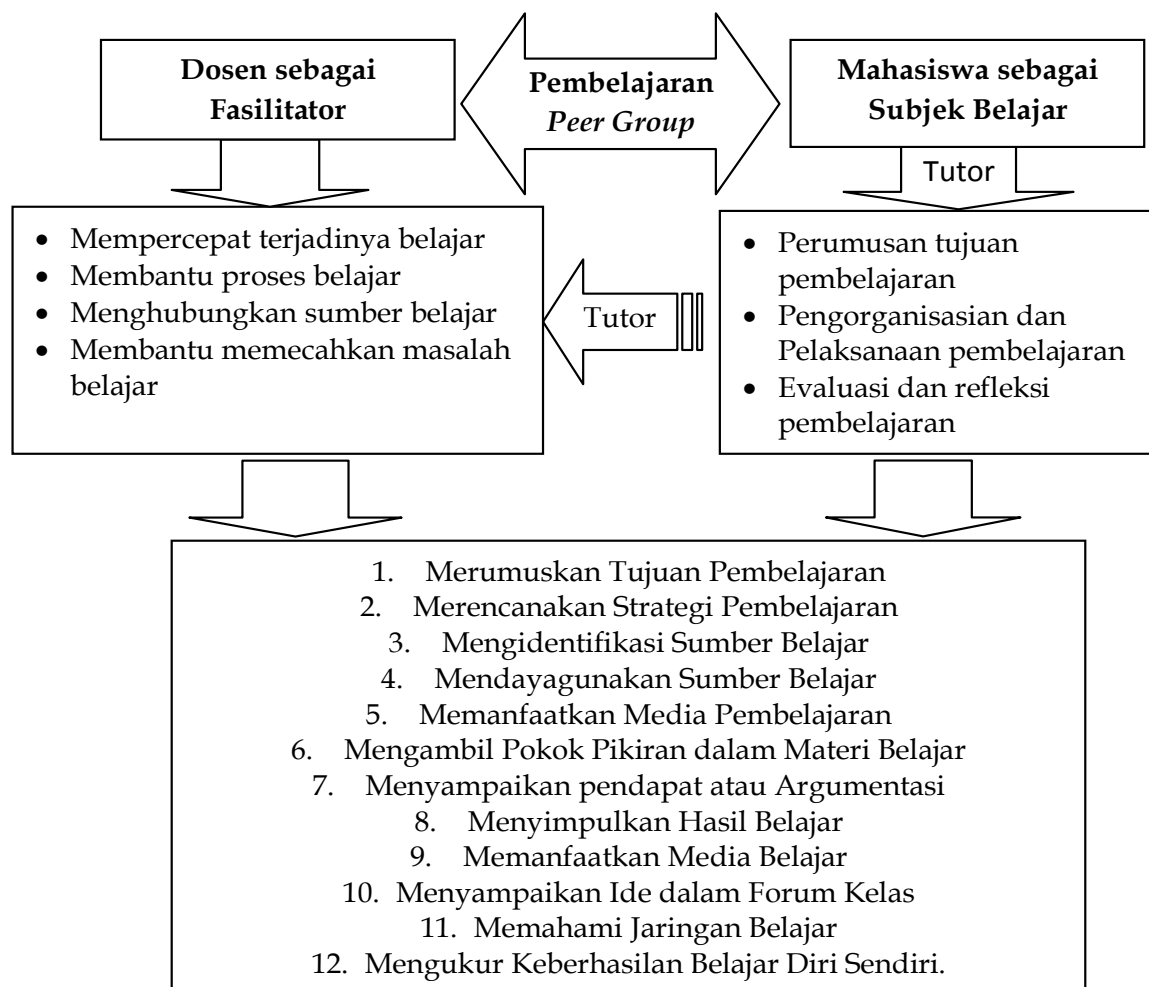 Dosen sebagai
Fasilitator
Pembelajaran
Peer Group
Mahasiswa sebagai
Subjek Belajar
Tutor
• Mempercepat terjadinya belajar
• Membantu proses belajar
• Menghubungkan sumber belajar
• Membantu memecahkan masalah
belajar
Tutor
• Perumusan tujuan
pembelajaran
• Pengorganisasian dan
Pelaksanaan pembelajaran
• Evaluasi dan refleksi
pembelajaran
1. Merumuskan Tujuan Pembelajaran
2. Merencanakan Strategi Pembelajaran
3. Mengidentifikasi Sumber Belajar
4. Mendayagunakan Sumber Belajar
5. Memanfaatkan Media Pembelajaran
6. Mengambil Pokok Pikiran dalam Materi Belajar
7. Menyampaikan pendapat atau Argumentasi
8. Menyimpulkan Hasil Belajar
9. Memanfaatkan Media Belajar
10. Menyampaikan Ide dalam Forum Kelas
11. Memahami Jaringan Belajar
12. Mengukur Keberhasilan Belajar Diri Sendiri.